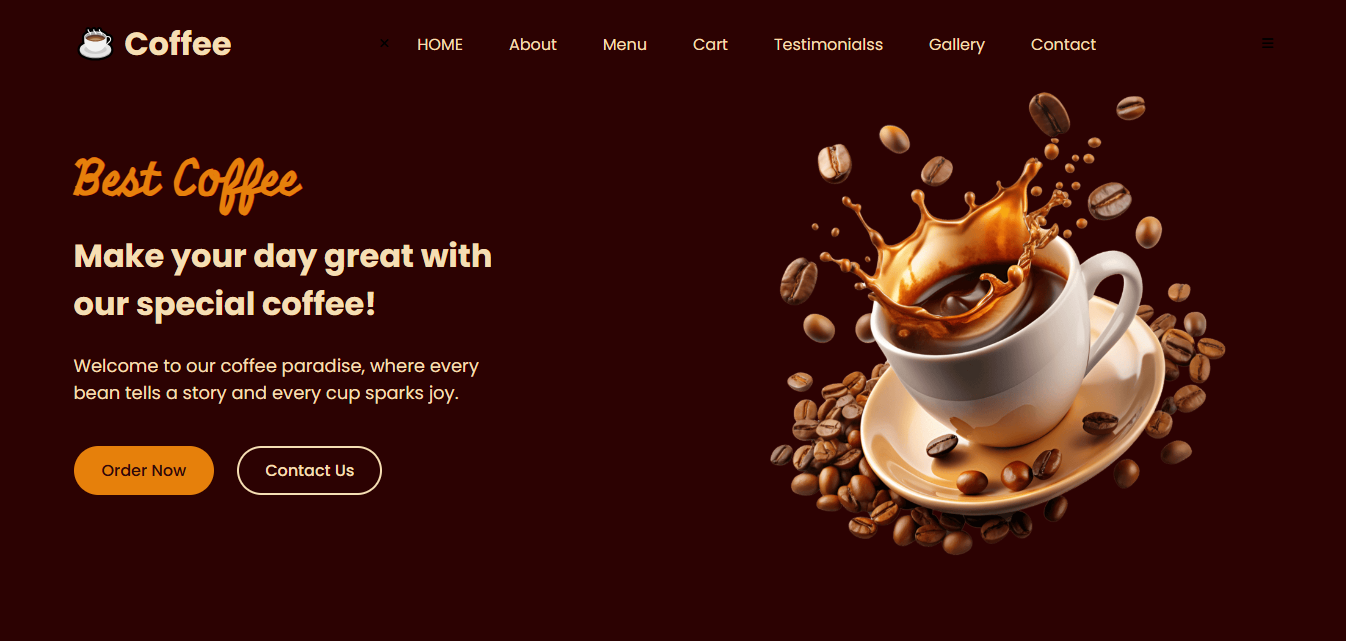 Coffee
HOME About Menu Cart Testimonialss Gallery Contact
Best Coffee
Make your day great with
our special coffee!
Welcome to our coffee paradise, where every
bean tells a story and every cup sparks joy.
Order Now Contact Us